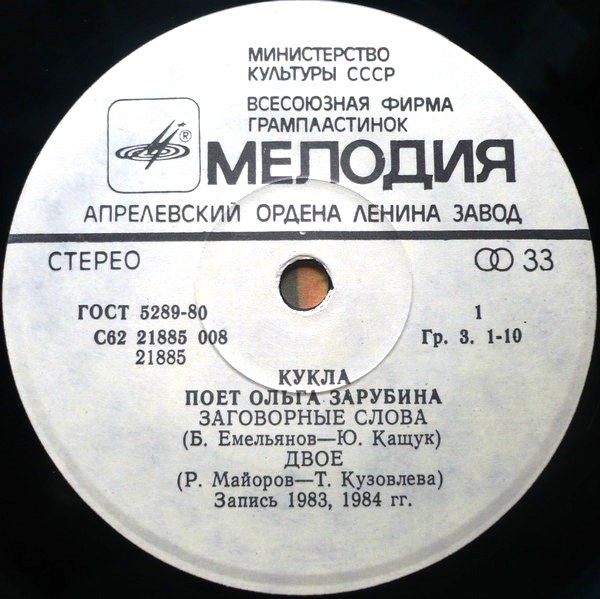 МИНИСТЕРСТВО
КУЛЬТУРЫ СССР
ВСЕСОЮЗНАЯ ФИРМА
ГРАМПЛАСТИНОК
®
МЕЛОДИЯ
АПРЕЛЕВСКИЙ ОРДЕНА ЛЕНИНА ЗАВОД
СТЕРЕО 33
ГОСТ 5289-80 1
С62 21885 008 Гр. 3. 1-10
21885
КУКЛА
ПОЕТ ОЛЬГА ЗАРУБИНА
ЗАГОВОРНЫЕ СЛОВА
(Б. Емельянов—Ю. Кащук)
ДВОЕ
(Р. Майоров—Т. Кузовлева)
Запись 1983, 1984 гг.